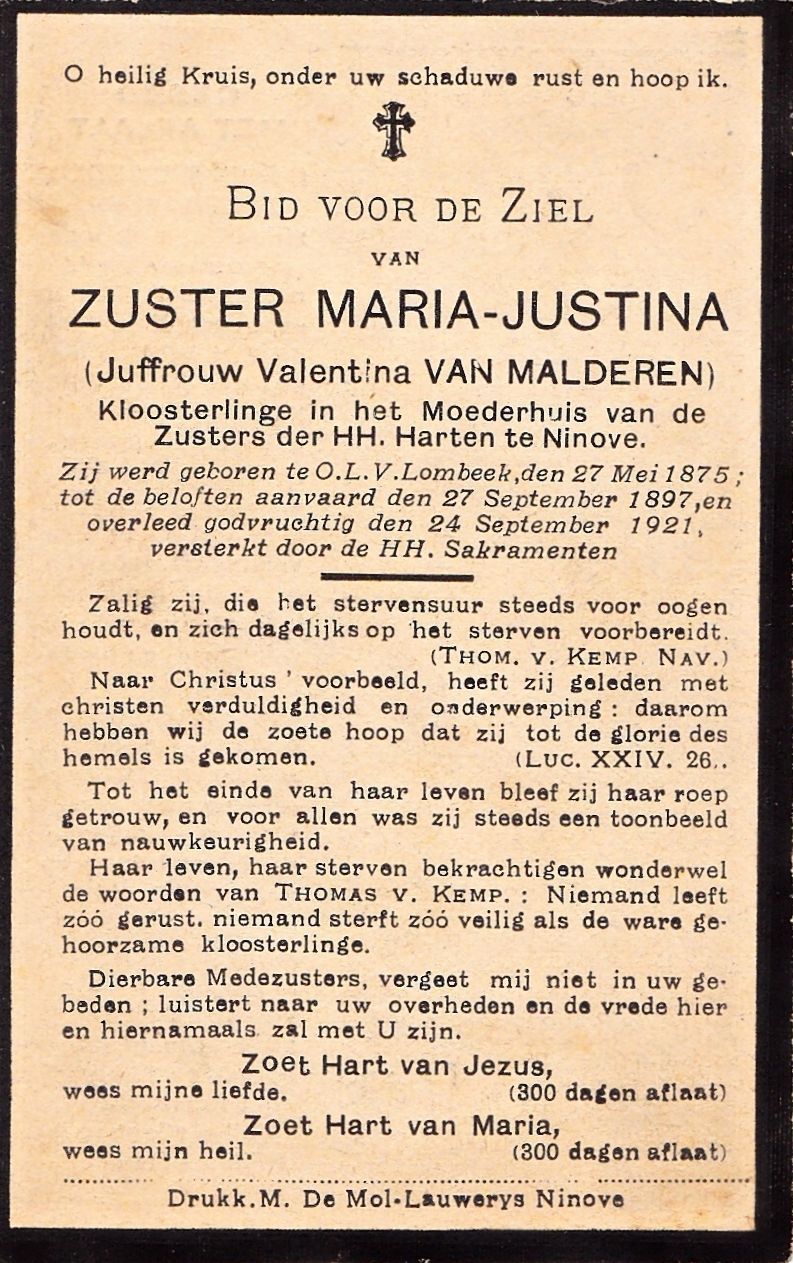 O heilig Kruis, onder uw schaduwe rust en hoop ik.
BID VOOR DE ZIEL
VAN
ZUSTER MARIA-JUSTINA
(Juffrouw Valentina VAN MALDEREN)
Kloosterlinge in het Moederhuis van de
Zusters der HH. Harten te Ninove.
Zij werd geboren te O.L.V.Lombeek,den 27 Mei 1875;
tot de beloften aanvaard den 27 September 1897,en
overleed godvruchtig den 24 September 1921,
versterkt door de HH. Sakramenten
Zalig zij, die het stervensuur steeds voor oogen
houdt, en zich dagelijks op het sterven voorbereidt.
(THOM. V. KEMP NAV.)
Naar Christus' voorbeeld, heeft zij geleden met
christen verduldigheid en onderwerping : daarom
hebben wij de zoete hoop dat zij tot de glorie des
hemels is gekomen. (LUC. XXIV. 26..
Tot het einde van haar leven bleef zij haar roep
getrouw, en voor allen was zij steeds een toonbeeld
van nauwkeurigheid.
Haar leven, haar sterven bekrachtigen wonderwel
de woorden van THOMAS V. KEMP. : Niemand leeft
zóó gerust. niemand sterft zóó veilig als de ware ge-
hoorzame kloosterlinge.
Dierbare Medezusters, vergeet mij niet in uw ge-
beden ; luistert naar uw overheden en de vrede hier
en hiernamaals zal met U zijn.
Zoet Hart van Jezus,
wees mijne liefde. (300 dagen aflaat)
Zoet Hart van Maria,
wees mijn heil. (300 dagen aflaat)
Drukk.M. De Mol-Lauwerys Ninove